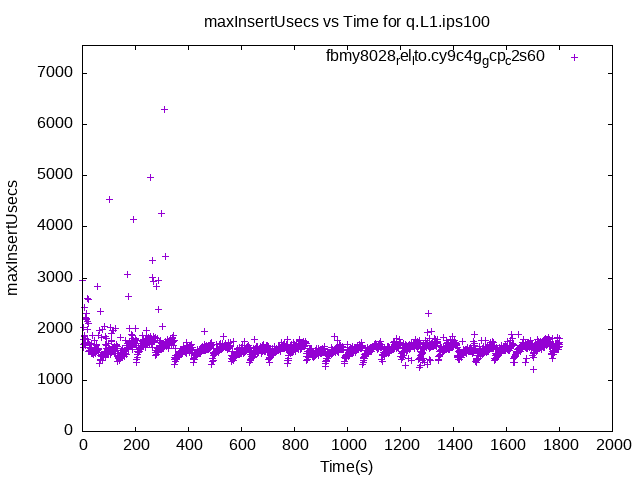 maxInsertUsecs vs Time for q.L1.ips100
fbmy8028relito.cy9c4ggcpc2s60
7000
6000
5000
4000
3000
2000
1000
0
maxInsertUsecs
0 200 400 600 800 1000 1200 1400 1600 1800 2000
Time(s)